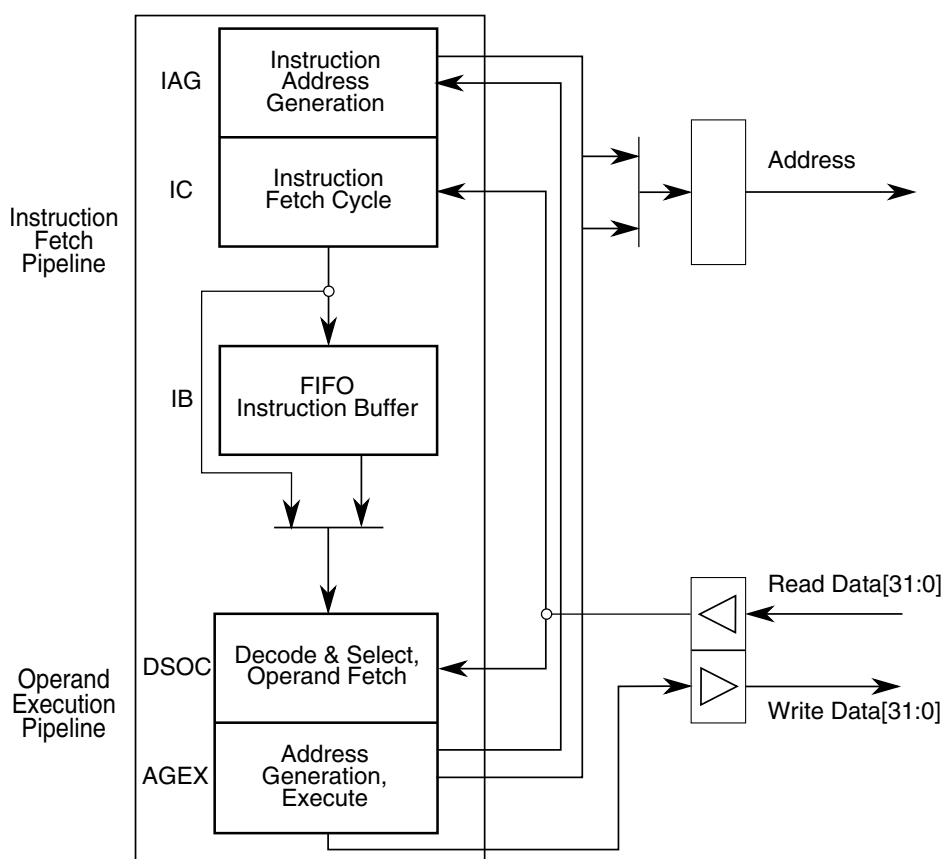 IAG
Instruction
Address
Generation
IC
Instruction
Fetch Cycle
Address
Instruction
Fetch
Pipeline
IB
FIFO
Instruction Buffer
Read Data[31:0]
DSOC
Decode & Select,
Operand Fetch
Operand
Execution
Pipeline
Write Data[31:0]
AGEX
Address
Generation,
Execute